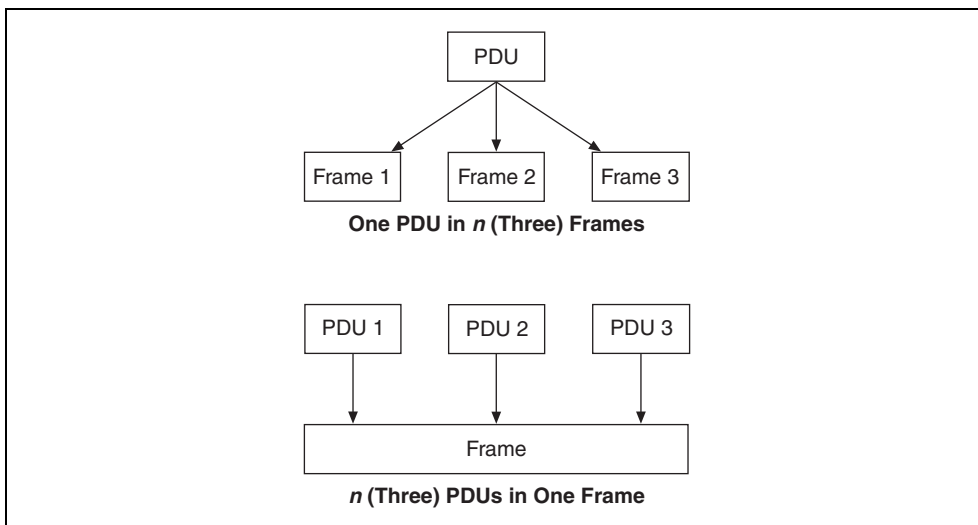 PDU
Frame 1 Frame 2 Frame 3
One PDU in n (Three) Frames
PDU 1 PDU 2 PDU 3
Frame
n (Three) PDUs in One Frame